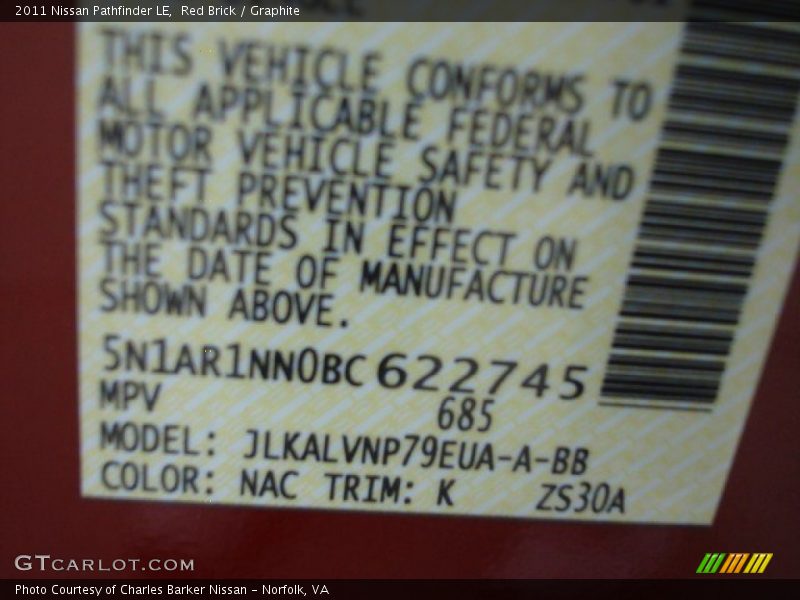 2011 Nissan Pathfinder LE,  Red Brick / Graphite
THIS VEHICLE CONFORMS TO
ALL APPLICABLE FEDERAL
MOTOR VEHICLE SAFETY AND
THEFT PREVENTION
STANDARDS IN EFFECT ON
THE DATE OF MANUFACTURE
SHOWN ABOVE.
5N1AR1NN0BC622745
MPV 685
MODEL: JLKALVNP79EUA-A-BB
COLOR: NAC TRIM: K ZS30A
GTCARLOT.COM
Photo Courtesy of Charles Barker Nissan - Norfolk, VA